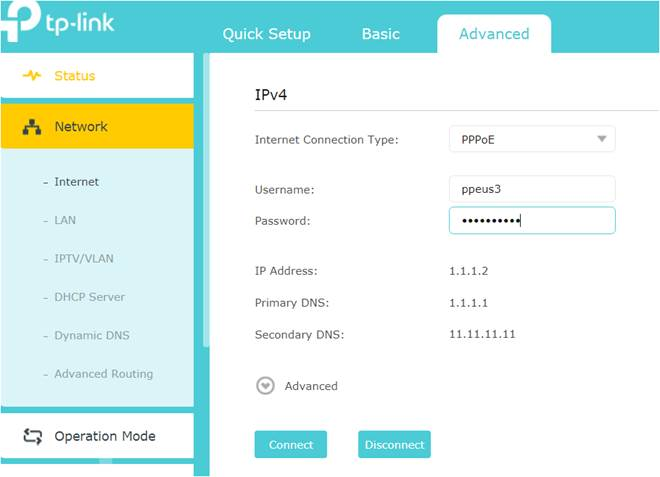 tp-link
Quick Setup Basic Advanced
Status
Network
- Internet
- LAN
- IPTV/VLAN
- DHCP Server
- Dynamic DNS
- Advanced Routing
Operation Mode
IPv4
Internet Connection Type: PPPoE
Username: ppeus3
Password: ••••••••••
IP Address: 1.1.1.2
Primary DNS: 1.1.1.1
Secondary DNS: 11.11.11.11
Advanced
Connect Disconnect